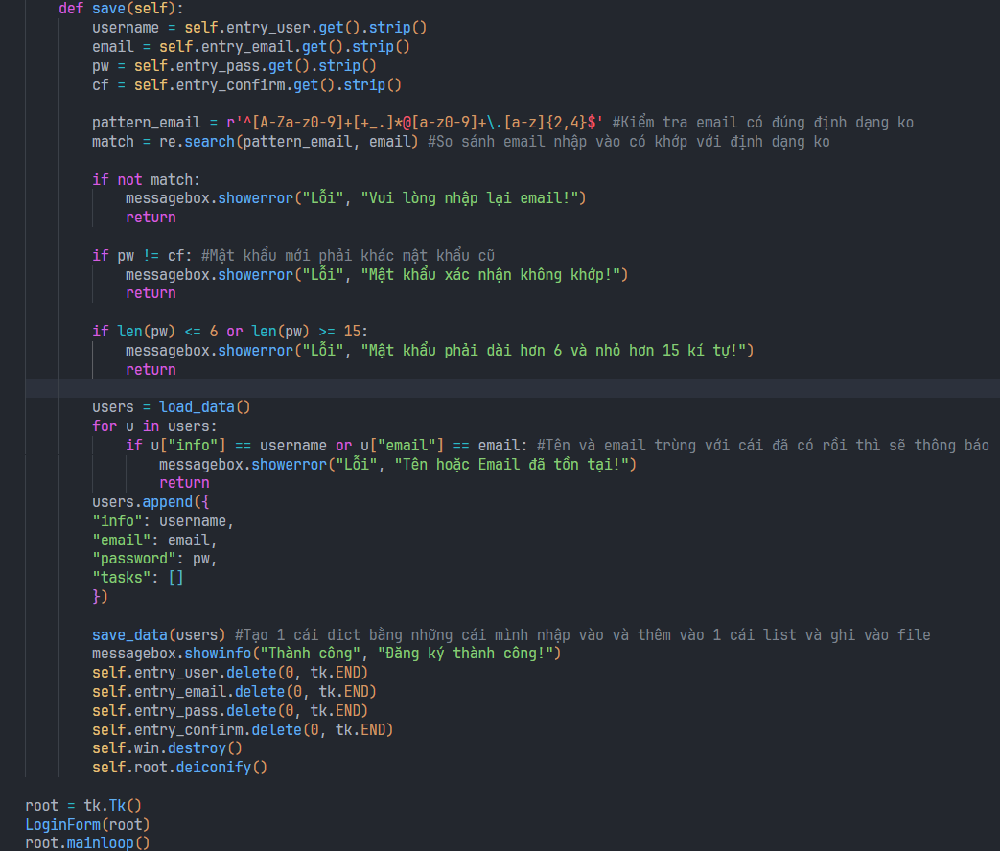 def save(self):
username = self.entry_user.get().strip()
email = self.entry_email.get().strip()
pw = self.entry_pass.get().strip()
cf = self.entry_confirm.get().strip()
pattern_email = r'^[A-Za-z0-9]+[+_.]*@[a-z0-9]+\.[a-z]{2,4}$' #Kiểm tra email có đúng định dạng ko
match = re.search(pattern_email, email) #So sánh email nhập vào có khớp với định dạng ko
if not match:
messagebox.showerror("Lỗi", "Vui lòng nhập lại email!")
return
if pw != cf: #Mật khẩu mới phải khác mật khẩu cũ
messagebox.showerror("Lỗi", "Mật khẩu xác nhận không khớp!")
return
if len(pw) <= 6 or len(pw) >= 15:
messagebox.showerror("Lỗi", "Mật khẩu phải dài hơn 6 và nhỏ hơn 15 kí tự!")
return
users = load_data()
for u in users:
if u["info"] == username or u["email"] == email: #Tên và email trùng với cái đã có rồi thì sẽ thông báo
messagebox.showerror("Lỗi", "Tên hoặc Email đã tồn tại!")
return
users.append({
"info": username,
"email": email,
"password": pw,
"tasks": []
})
save_data(users) #Tạo 1 cái dict bằng những cái mình nhập vào và thêm vào 1 cái list và ghi vào file
messagebox.showinfo("Thành công", "Đăng ký thành công!")
self.entry_user.delete(0, tk.END)
self.entry_email.delete(0, tk.END)
self.entry_pass.delete(0, tk.END)
self.entry_confirm.delete(0, tk.END)
self.win.destroy()
self.root.deiconify()
root = tk.Tk()
LoginForm(root)
root.mainloop()